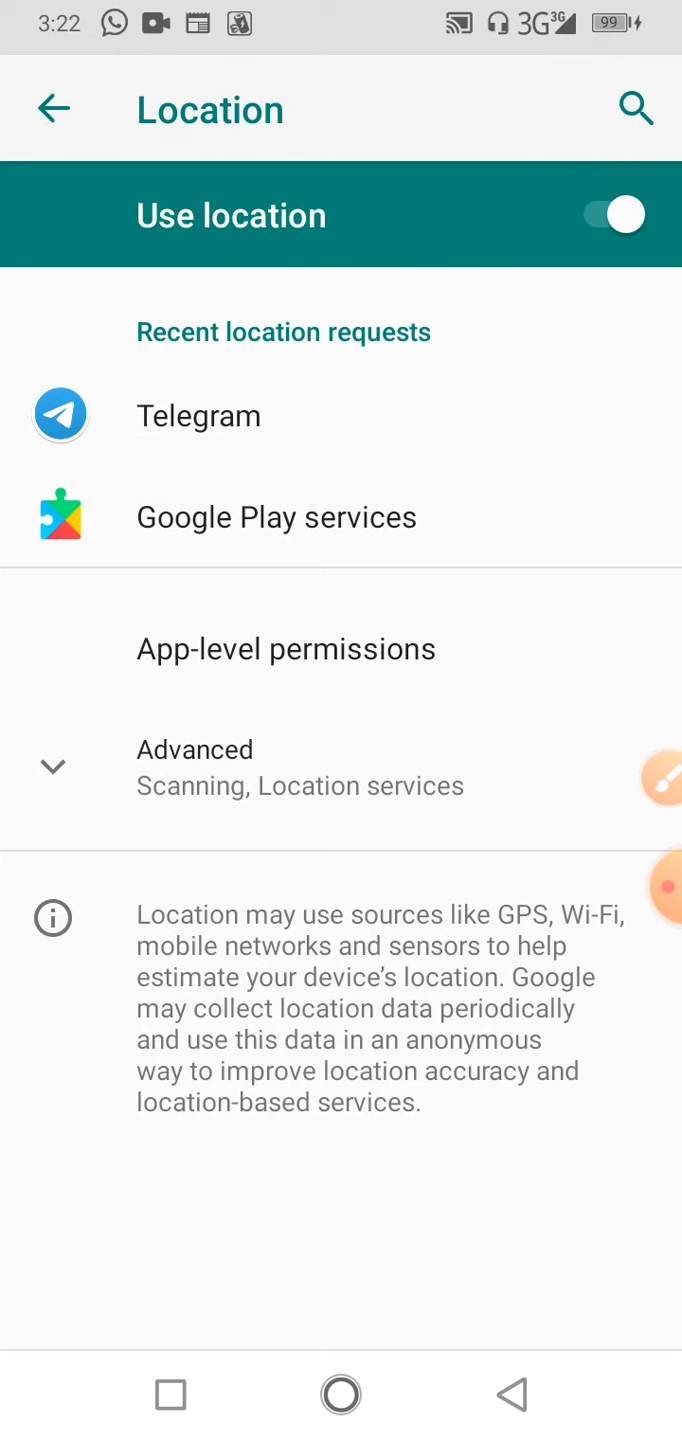 3:22 3G 3G 99
Location
Use location
Recent location requests
Telegram
Google Play services
App-level permissions
Advanced
Scanning, Location services
Location may use sources like GPS, Wi-Fi,
mobile networks and sensors to help
estimate your device’s location. Google
may collect location data periodically
and use this data in an anonymous
way to improve location accuracy and
location-based services.